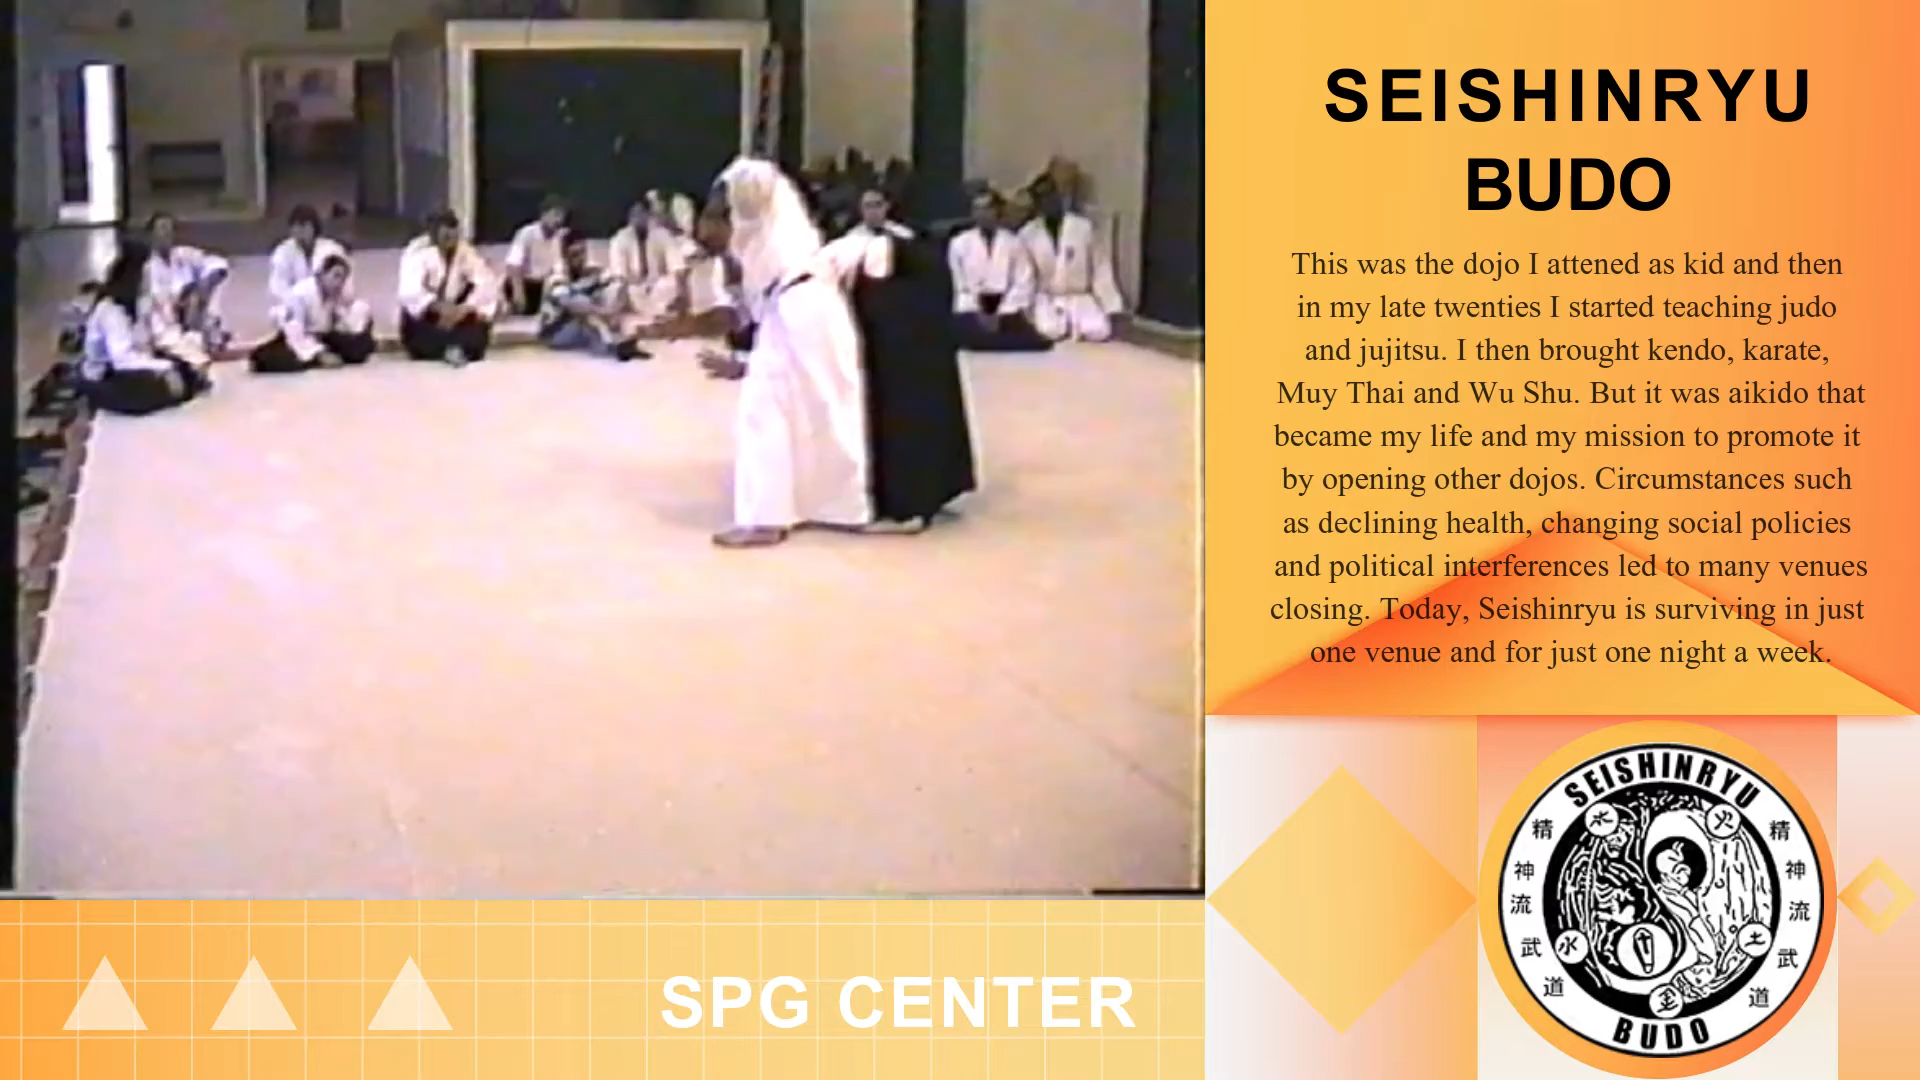 SEISHINRYU
BUDO
This was the dojo I attened as kid and then
in my late twenties I started teaching judo
and jujitsu. I then brought kendo, karate,
Muy Thai and Wu Shu. But it was aikido that
became my life and my mission to promote it
by opening other dojos. Circumstances such
as declining health, changing social policies
and political interferences led to many venues
closing. Today, Seishinryu is surviving in just
one venue and for just one night a week.
SPG CENTER
SEISHINRYU
精神流武道
精神流武道
水
火
土
BUDO